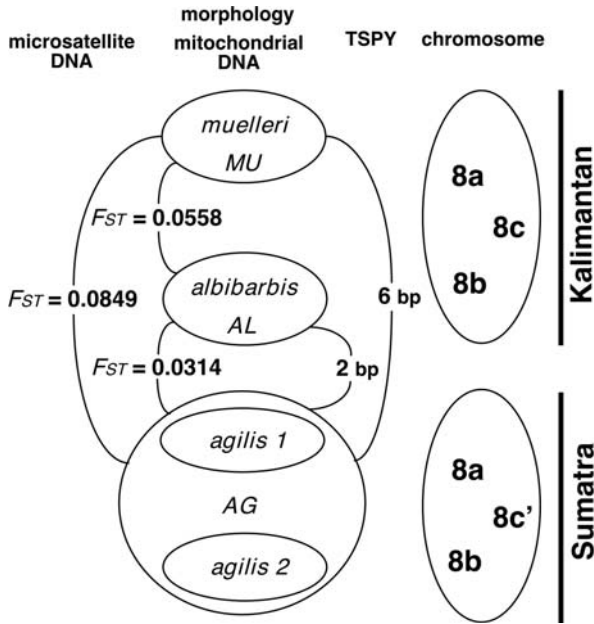 morphology
microsatellite DNA
mitochondrial DNA
TSPY
chromosome
muelleri
MU
FST = 0.0558
FST = 0.0849
albibarbis
AL
6 bp
FST = 0.0314
2 bp
agilis 1
AG
agilis 2
8a
8c
8b
Kalimantan
8a
8c’
8b
Sumatra